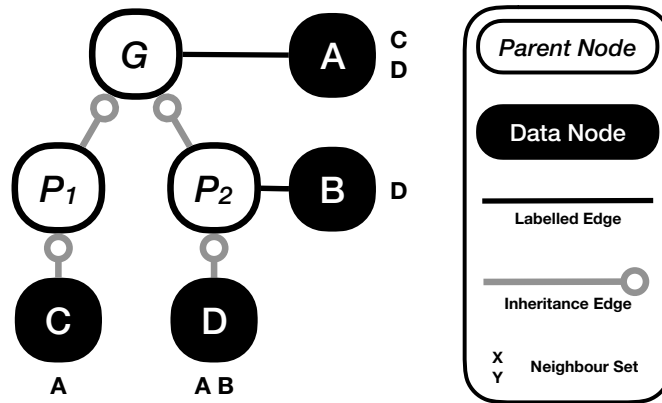 G
A
C
D
P1
P2
B
D
C
D
A
A B
Parent Node
Data Node
Labelled Edge
Inheritance Edge
X
Y
Neighbour Set